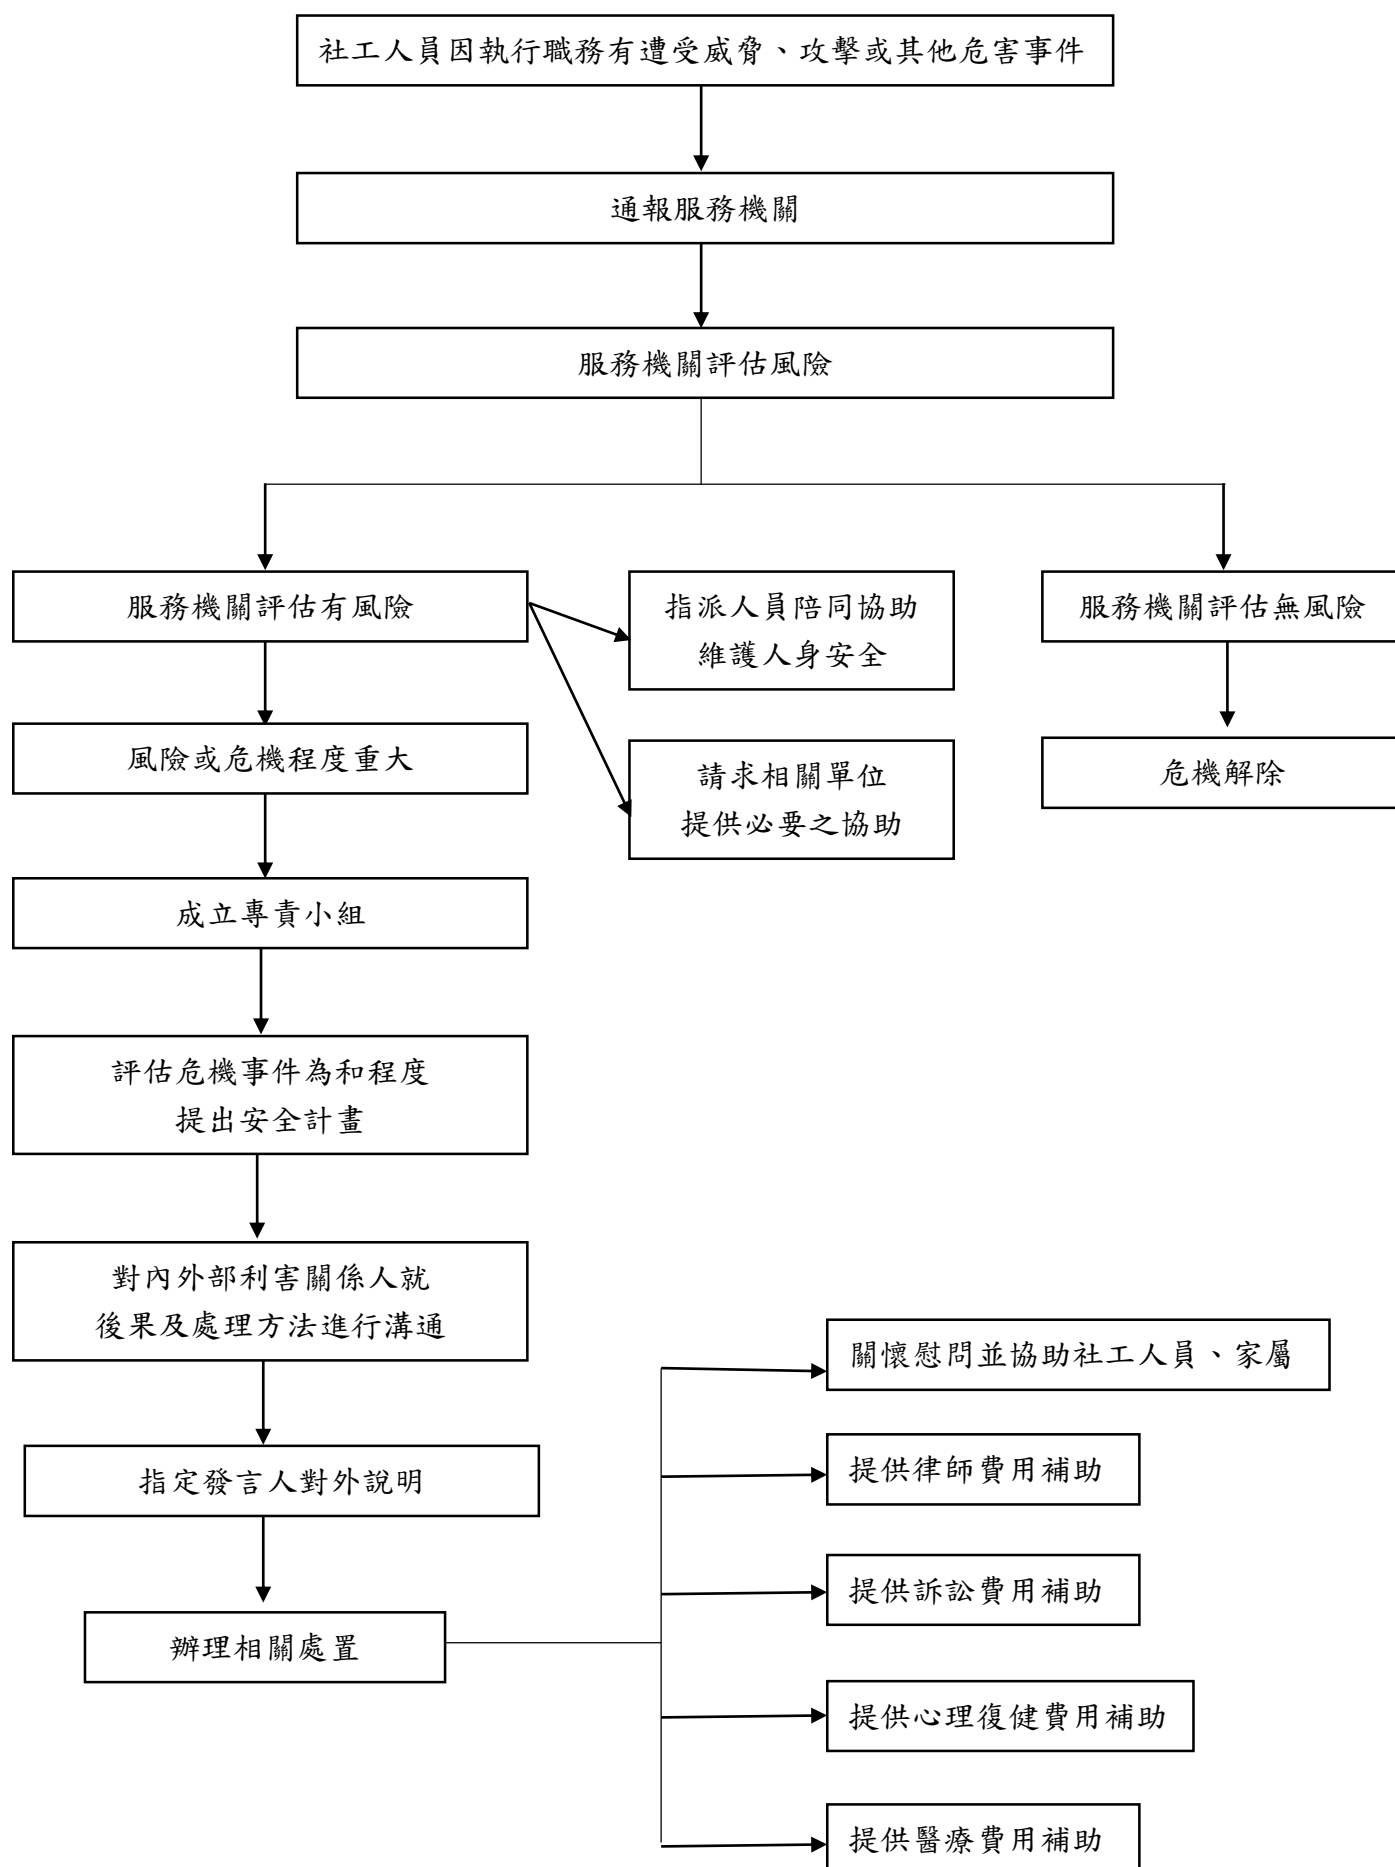 社工人員因執行職務有遭受威脅、攻擊或其他危害事件
通報服務機關
服務機關評估風險
服務機關評估有風險
指派人員陪同協助
維護人身安全
服務機關評估無風險
風險或危機程度重大
請求相關單位
提供必要之協助
危機解除
成立專責小組
評估危機事件為和程度
提出安全計畫
對內外部利害關係人就
後果及處理方法進行溝通
關懷慰問並協助社工人員、家屬
提供律師費用補助
指定發言人對外說明
提供訴訟費用補助
辦理相關處置
提供心理復健費用補助
提供醫療費用補助